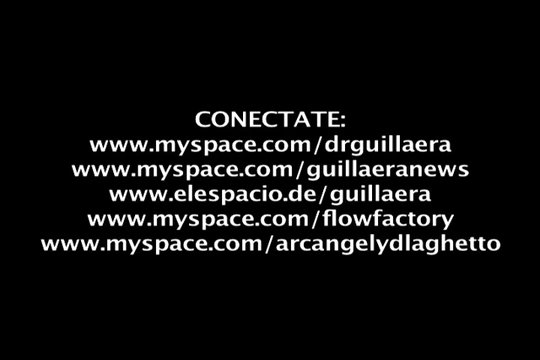 CONECTATE:
www.myspace.com/drguillaera
www.myspace.com/guillaeranews
www.elespacio.de/guillaera
www.myspace.com/flowfactory
www.myspace.com/arcangelydlaghetto